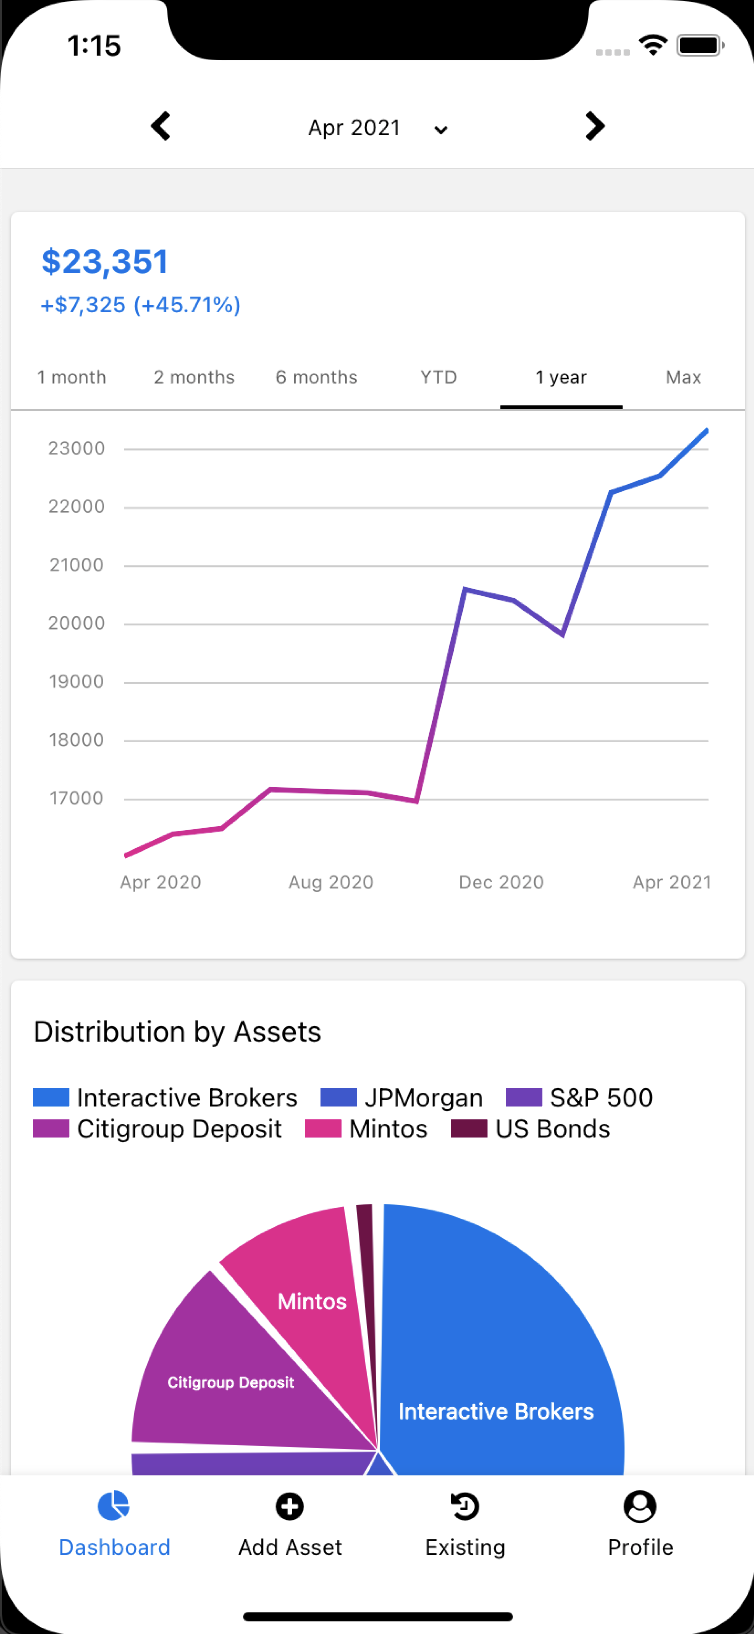 1:15
Apr 2021
$23,351
+$7,325 (+45.71%)
1 month 2 months 6 months YTD 1 year Max
23000
22000
21000
20000
19000
18000
17000
Apr 2020 Aug 2020 Dec 2020 Apr 2021
Distribution by Assets
Interactive Brokers JPMorgan S&P 500
Citigroup Deposit Mintos US Bonds
Mintos
Citigroup Deposit
Interactive Brokers
Dashboard Add Asset Existing Profile